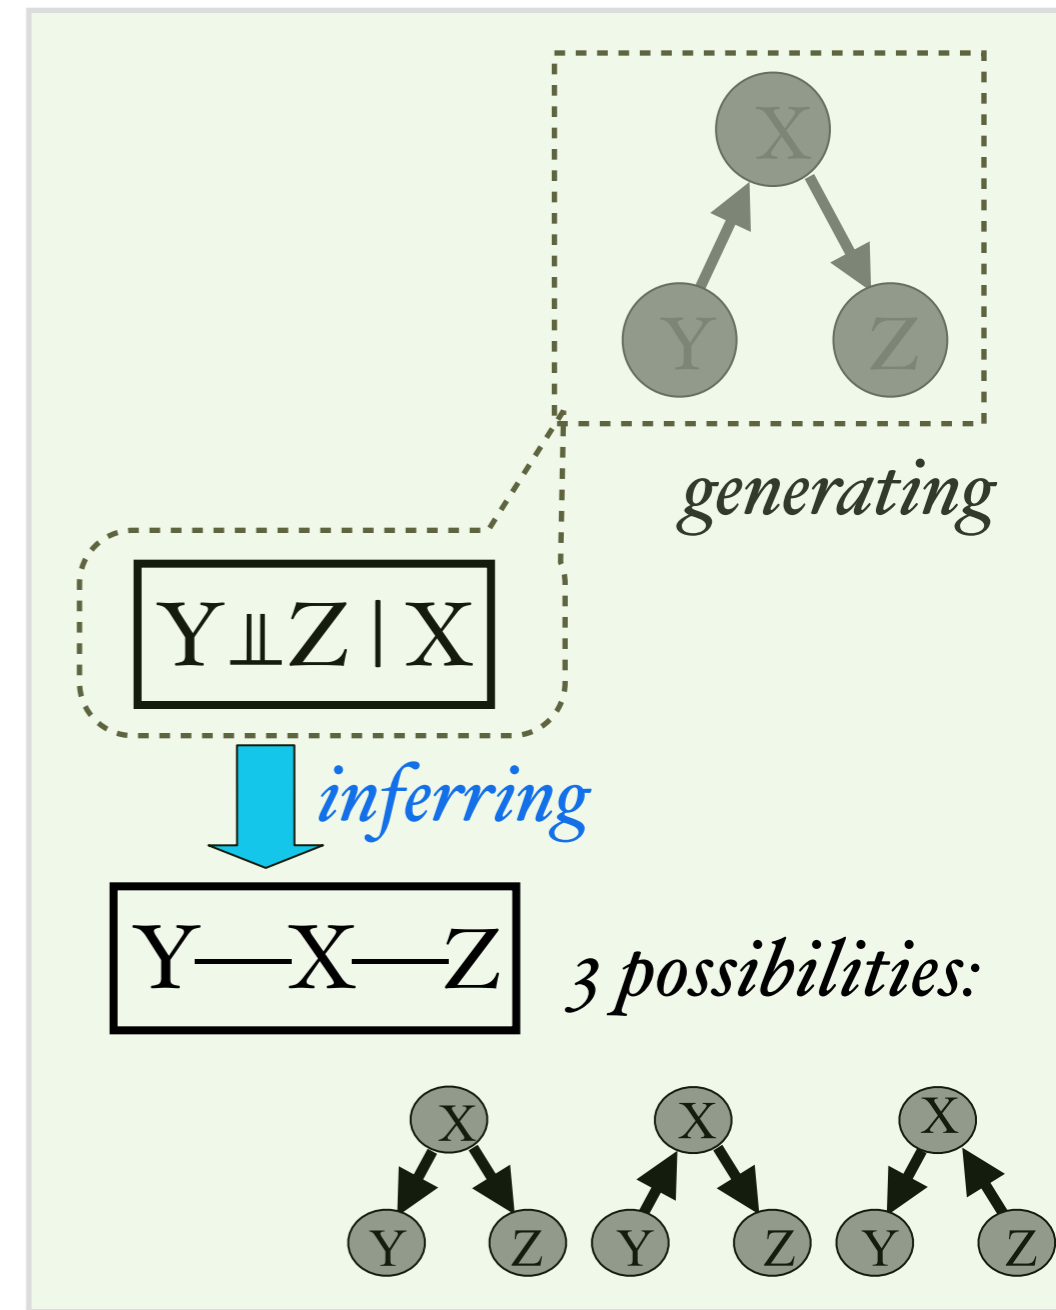 X
Y Z
generating
Y⫫Z | X
inferring
Y—X—Z 3 possibilities:
X X X
Y Z Y Z Y Z